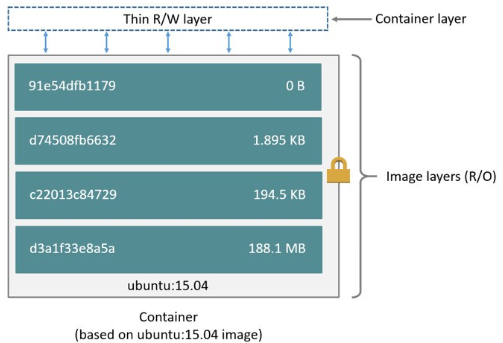 Thin R/W layer
Container layer
91e54dfb1179 0 B
d74508fb6632 1.895 KB
c22013c84729 194.5 KB
Image layers (R/O)
d3a1f33e8a5a 188.1 MB
ubuntu:15.04
Container
(based on ubuntu:15.04 image)